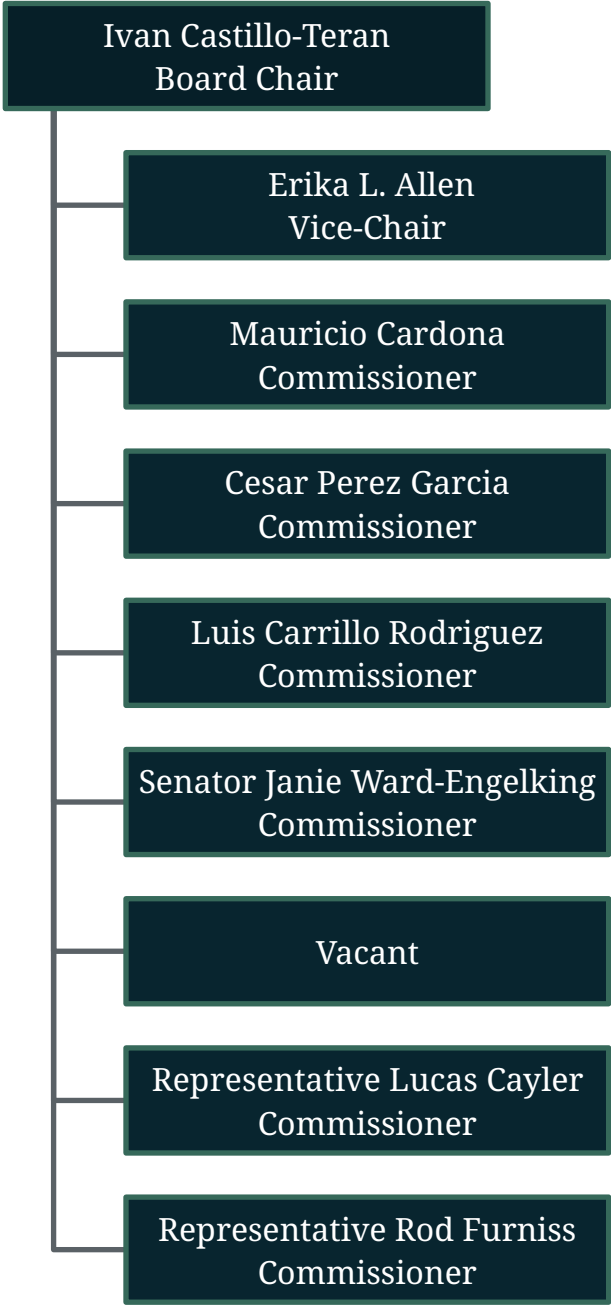 Ivan Castillo-Teran
Board Chair
Erika L. Allen
Vice-Chair
Mauricio Cardona
Commissioner
Cesar Perez Garcia
Commissioner
Luis Carrillo Rodriguez
Commissioner
Senator Janie Ward-Engelking
Commissioner
Vacant
Representative Lucas Cayler
Commissioner
Representative Rod Furniss
Commissioner